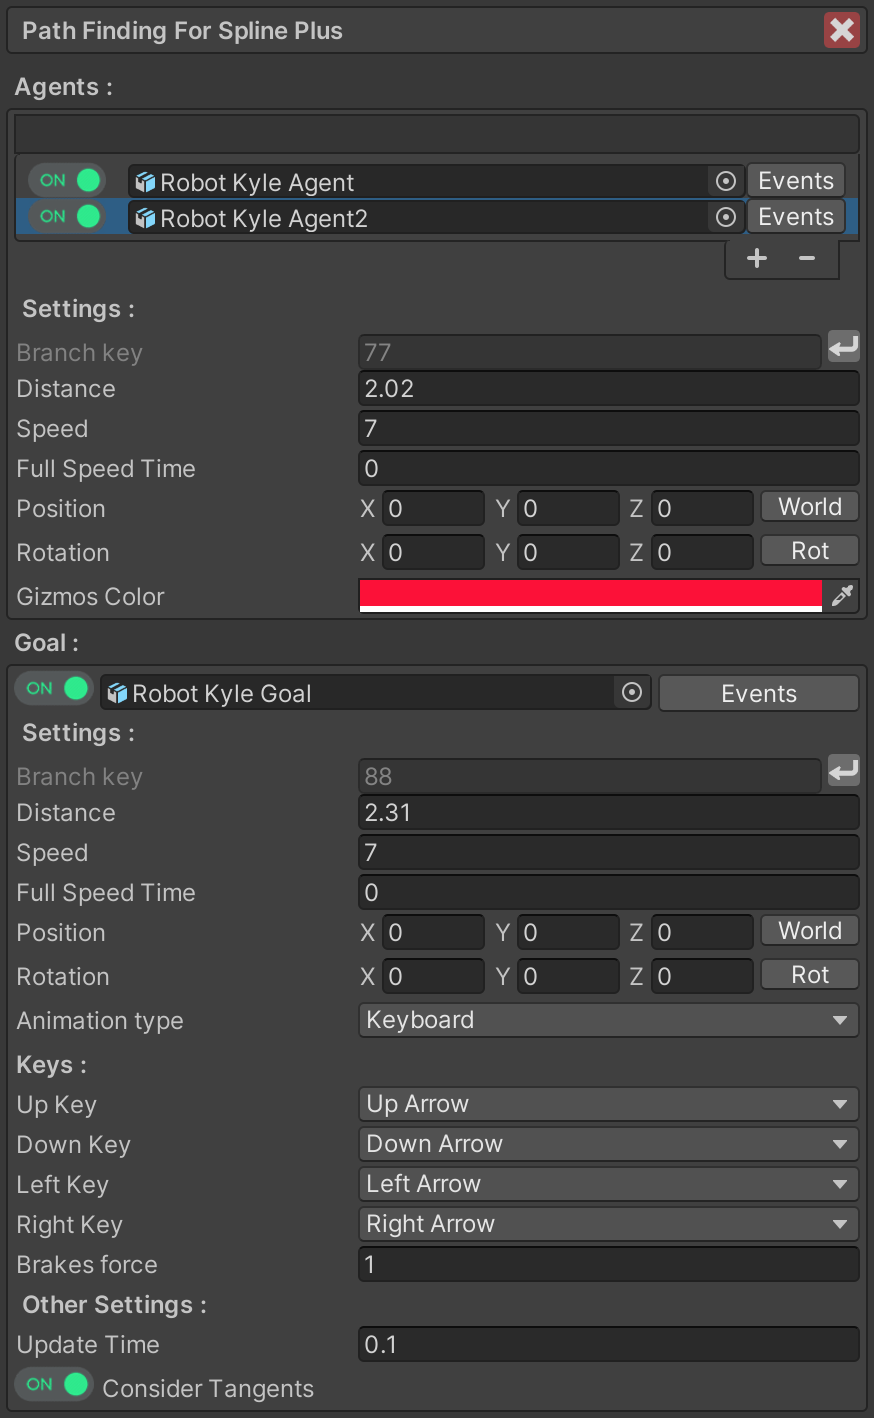 Path Finding For Spline Plus
Agents :
ON Robot Kyle Agent Events
ON Robot Kyle Agent2 Events
+ −
Settings :
Branch key 77
Distance 2.02
Speed 7
Full Speed Time 0
Position X 0 Y 0 Z 0 World
Rotation X 0 Y 0 Z 0 Rot
Gizmos Color
Goal :
ON Robot Kyle Goal Events
Settings :
Branch key 88
Distance 2.31
Speed 7
Full Speed Time 0
Position X 0 Y 0 Z 0 World
Rotation X 0 Y 0 Z 0 Rot
Animation type Keyboard
Keys :
Up Key Up Arrow
Down Key Down Arrow
Left Key Left Arrow
Right Key Right Arrow
Brakes force 1
Other Settings :
Update Time 0.1
ON Consider Tangents